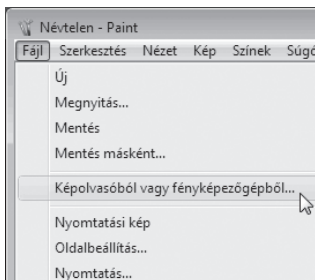 Névtelen - Paint
Fájl Szerkesztés Nézet Kép Színek Súgó
Új
Megnyitás...
Mentés
Mentés másként...
Képolvasóból vagy fényképezőgépből...
Nyomtatási kép
Oldalbeállítás...
Nyomtatás...